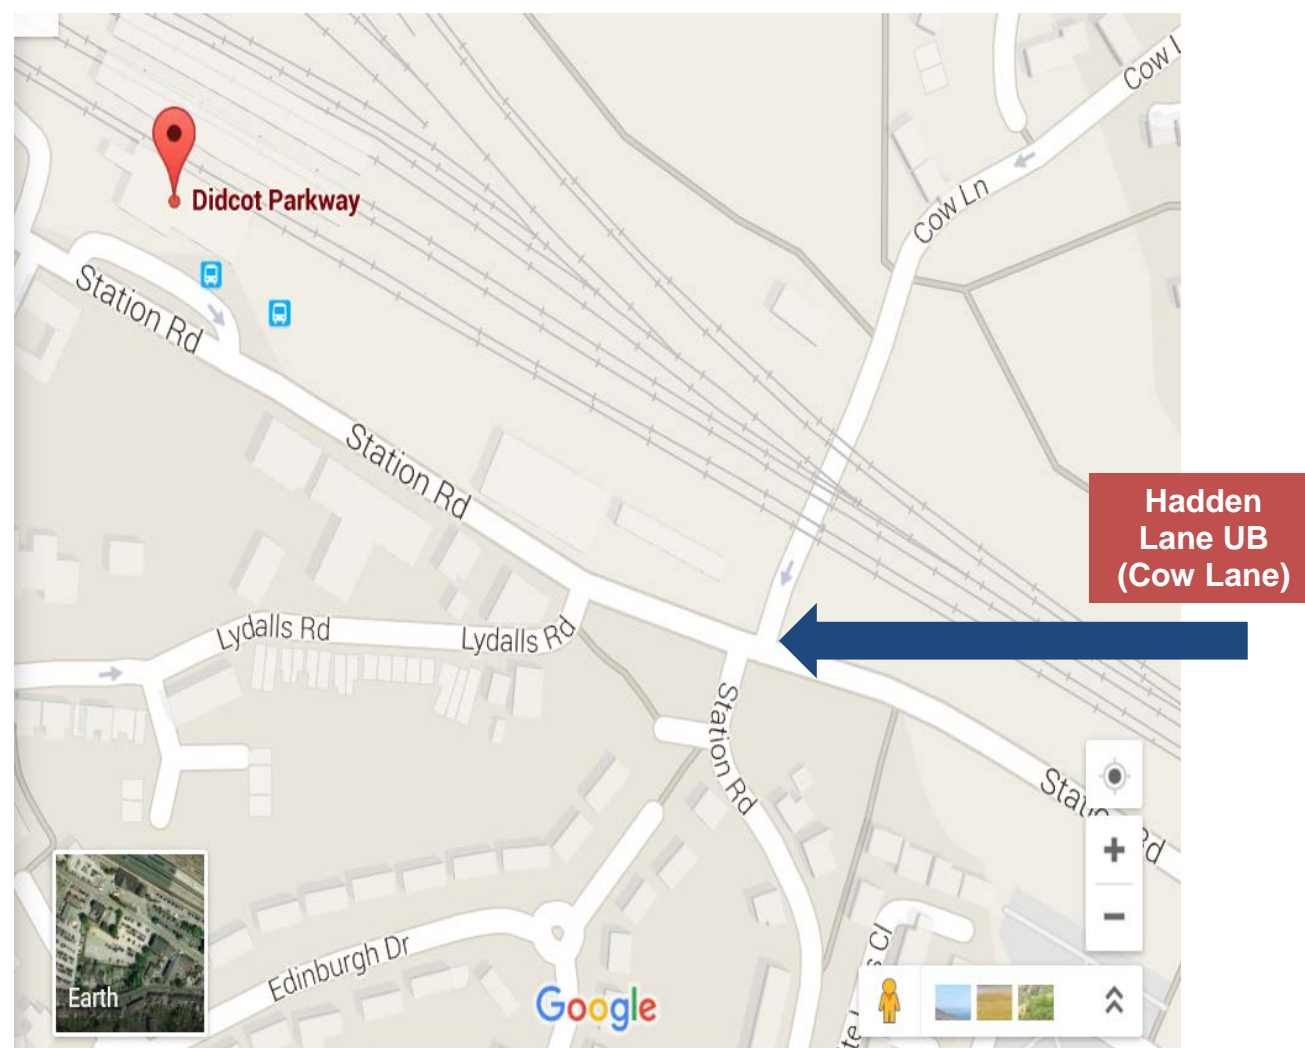 Cow L
Cow Ln
Didcot Parkway
Station Rd
Station Rd
Hadden
Lane UB
(Cow Lane)
Lydalls Rd
Lydalls Rd
Station Rd
Station Rd
Edinburgh Dr
Earth
Google